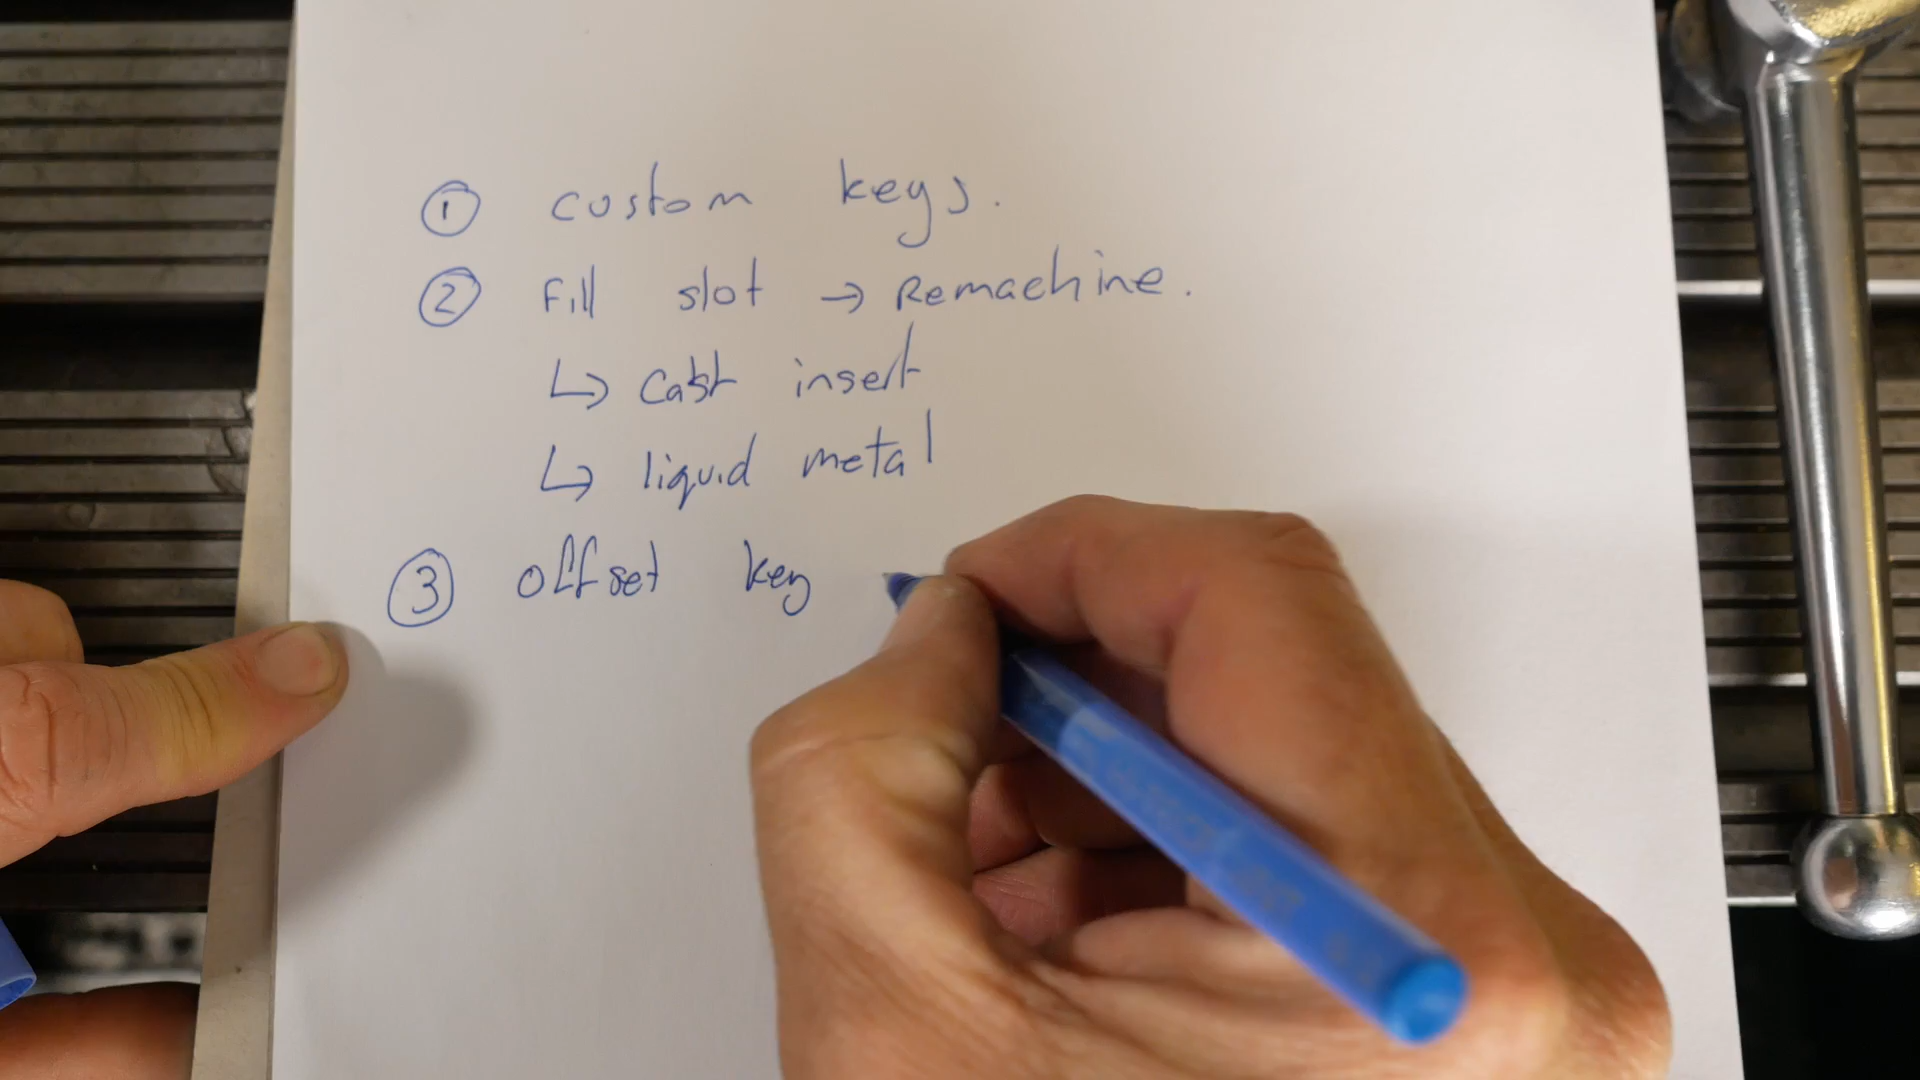 ① custom keys.
② Fill slot → Remachine.
↳ Cast insert
↳ liquid metal
③ offset key